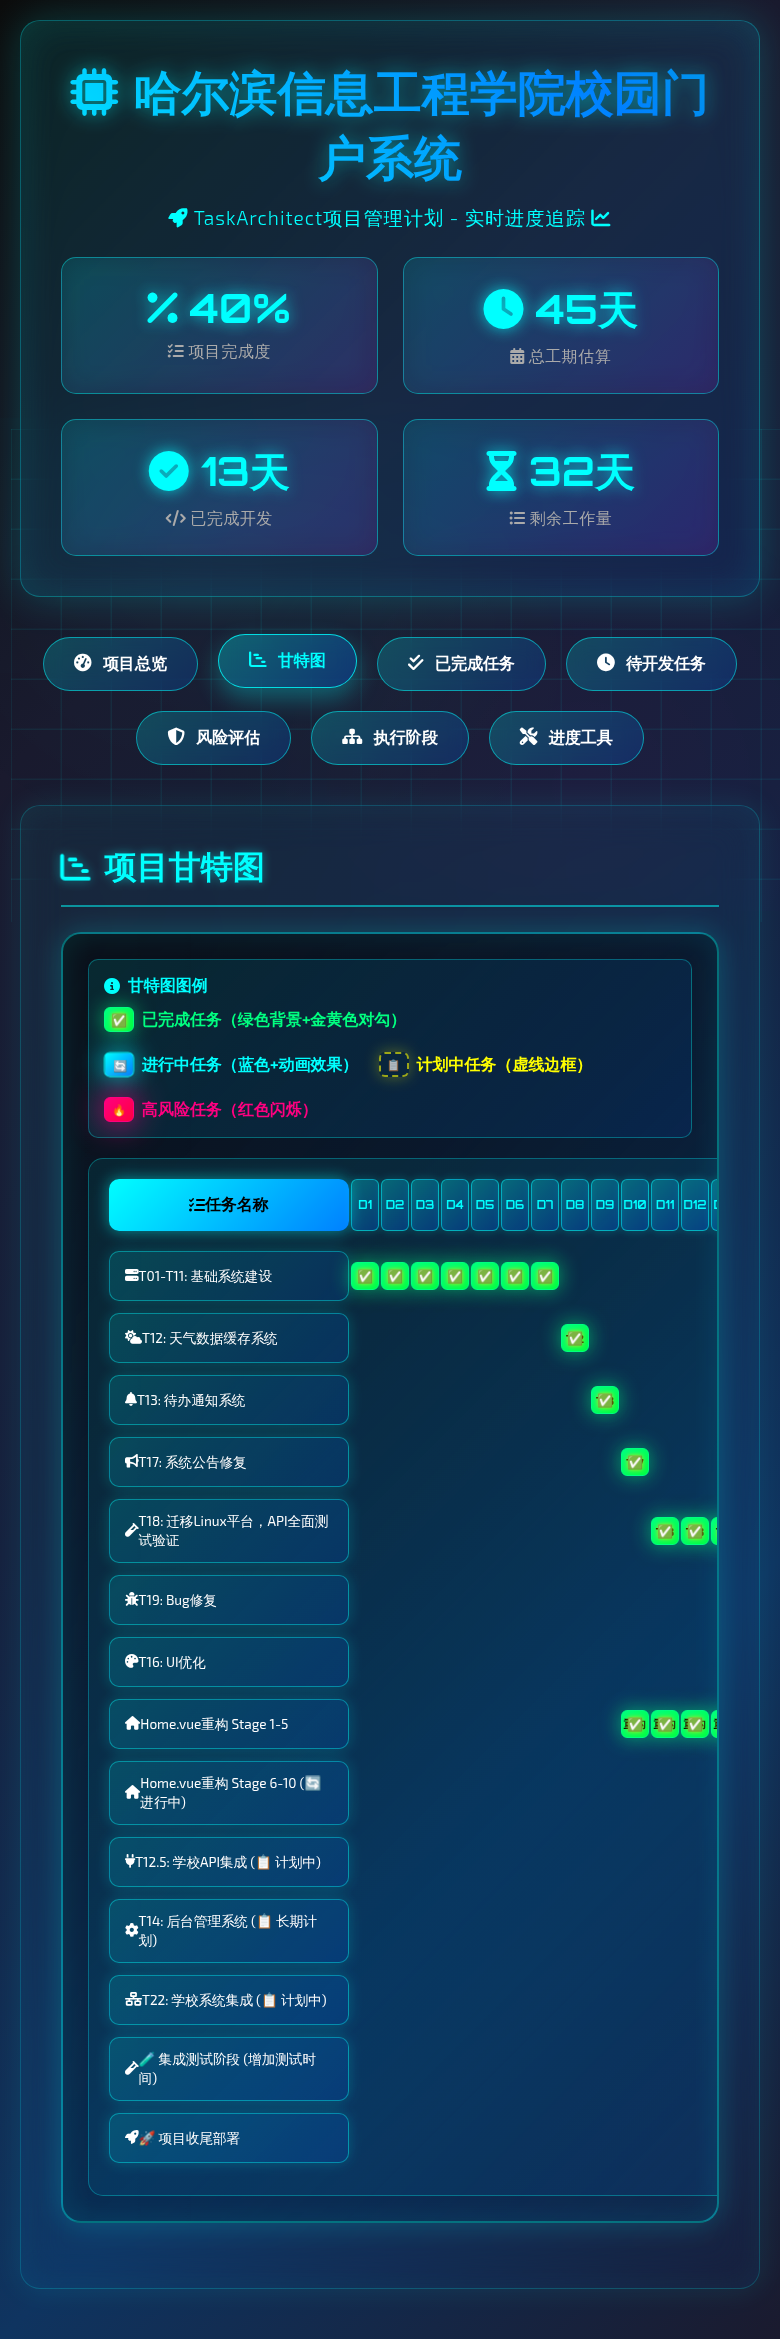 哈尔滨信息工程学院校园门
户系统
TaskArchitect项目管理计划 - 实时进度追踪
40%
项目完成度
45天
总工期估算
13天
已完成开发
32天
剩余工作量
项目总览
甘特图
已完成任务
待开发任务
风险评估
执行阶段
进度工具
项目甘特图
甘特图图例
已完成任务（绿色背景+金黄色对勾）
进行中任务（蓝色+动画效果）
计划中任务（虚线边框）
高风险任务（红色闪烁）
任务名称 D1 D2 D3 D4 D5 D6 D7 D8 D9 D10 D11 D12
T01-T11: 基础系统建设
T12: 天气数据缓存系统
T13: 待办通知系统
T17: 系统公告修复
T18: 迁移Linux平台，API全面测
试验证
T19: Bug修复
T16: UI优化
Home.vue重构 Stage 1-5
Home.vue重构 Stage 6-10 (🔄
进行中)
T12.5: 学校API集成 (📋 计划中)
T14: 后台管理系统 (📋 长期计
划)
T22: 学校系统集成 (📋 计划中)
🧪 集成测试阶段 (增加测试时
间)
🚀 项目收尾部署